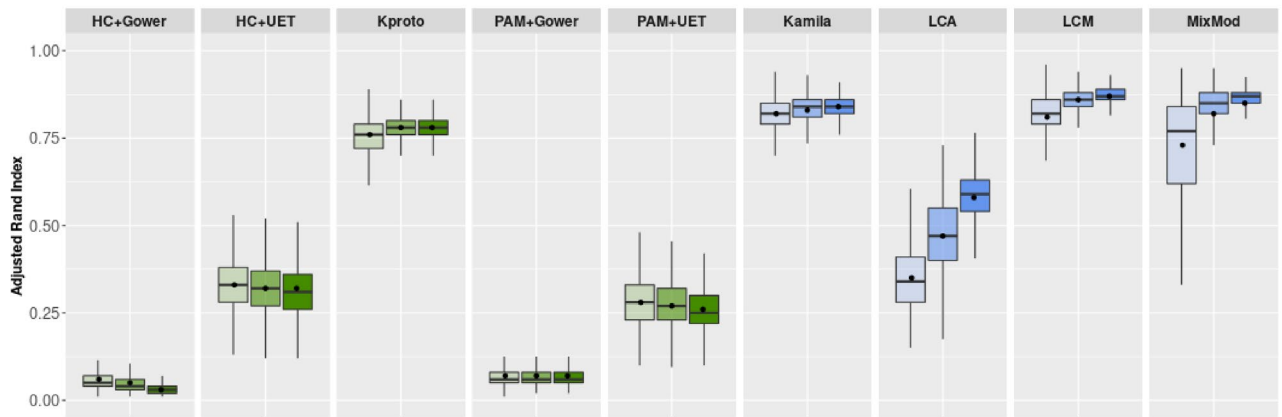 HC+Gower HC+UET Kproto PAM+Gower PAM+UET Kamila LCA LCM MixMod
1.00
0.75
0.50
0.25
0.00
Adjusted Rand Index